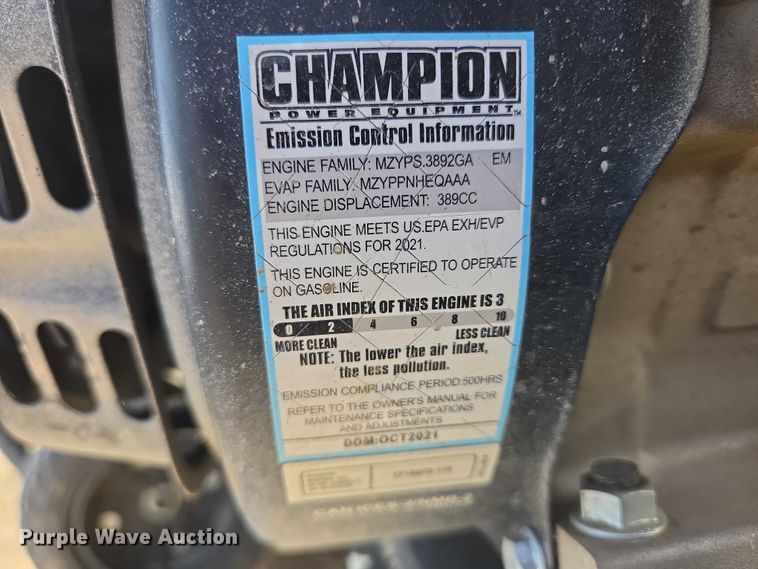 CHAMPION
POWER EQUIPMENT™
Emission Control Information
ENGINE FAMILY: MZYPS.3892GA EM
EVAP FAMILY: MZYPPNHEQAAA
ENGINE DISPLACEMENT: 389CC
THIS ENGINE MEETS US.EPA EXH/EVP
REGULATIONS FOR 2021.
THIS ENGINE IS CERTIFIED TO OPERATE
ON GASOLINE.
THE AIR INDEX OF THIS ENGINE IS 3
0 2 4 6 8 10
MORE CLEAN LESS CLEAN
NOTE: The lower the air index,
the less pollution.
EMISSION COMPLIANCE PERIOD:500HRS
REFER TO THE OWNER'S MANUAL FOR
MAINTENANCE SPECIFICATIONS
AND ADJUSTMENTS
DOM:OCT2021
Purple Wave Auction